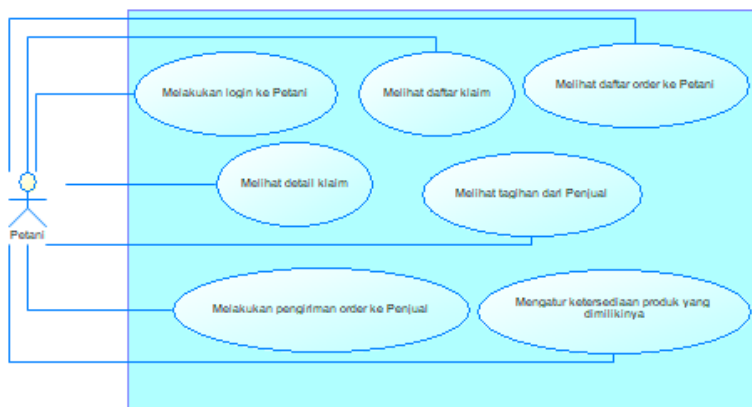 Melakukan login ke Petani
Melihat daftar klaim
Melihat daftar order ke Petani
Melihat detail klaim
Melihat tagihan dari Penjual
Petani
Melakukan pengiriman order ke Penjual
Mengatur ketersediaan produk yang
dimilikinya